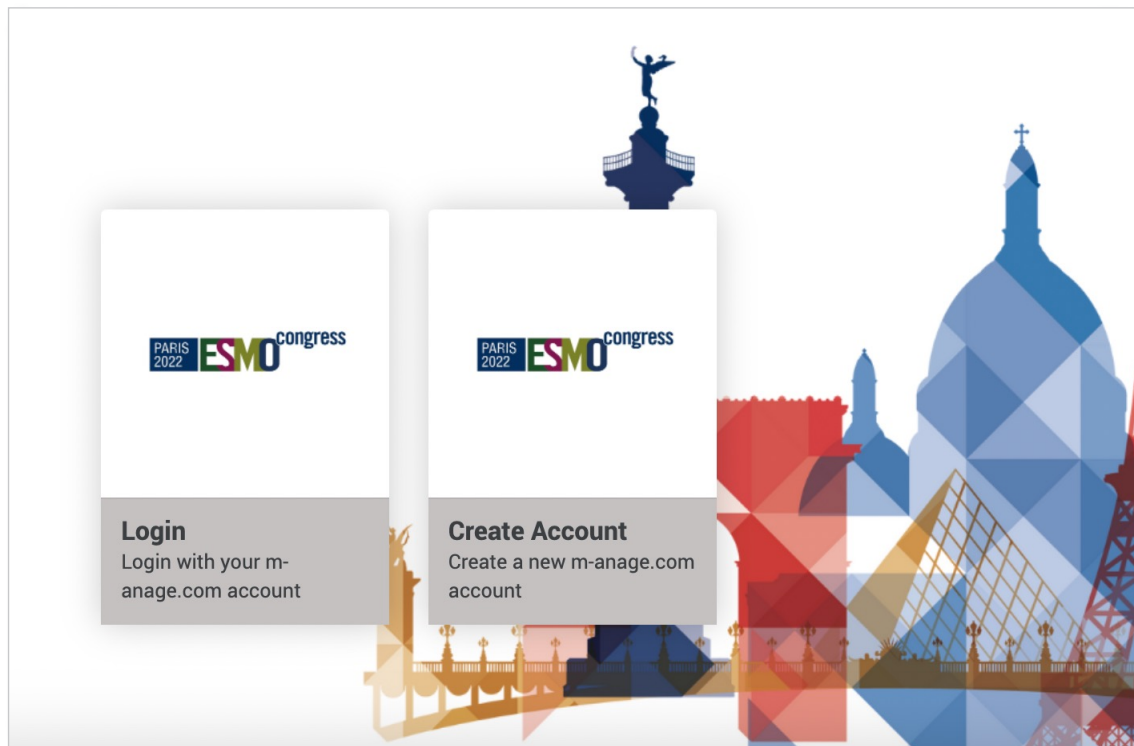 PARIS
2022
ESMO congress
PARIS
2022
ESMO congress
Login
Login with your m-
anage.com account
Create Account
Create a new m-anage.com
account